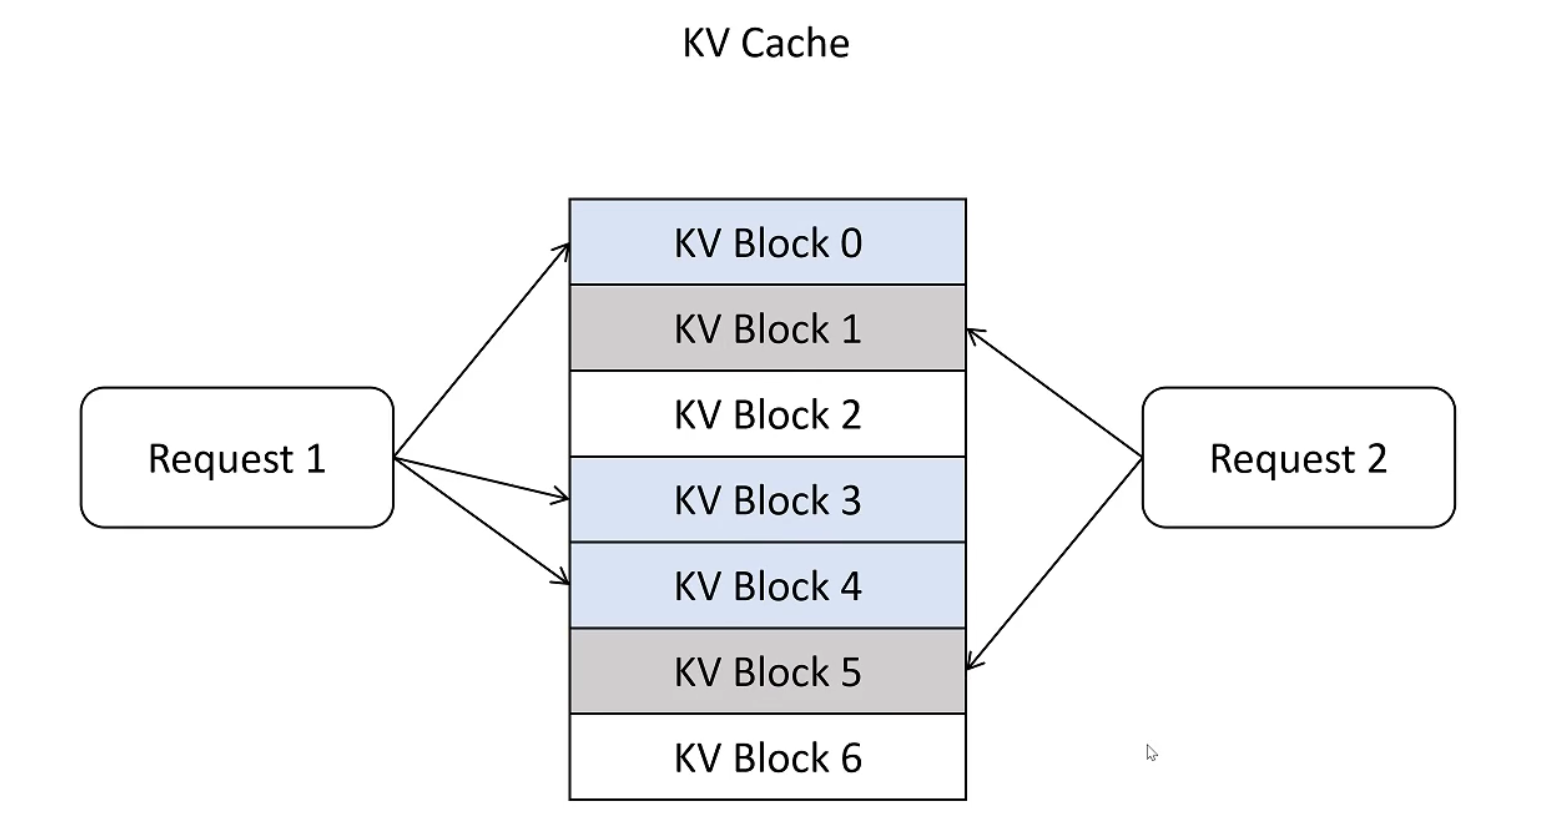 KV Cache
KV Block 0
KV Block 1
KV Block 2
Request 1
Request 2
KV Block 3
KV Block 4
KV Block 5
KV Block 6